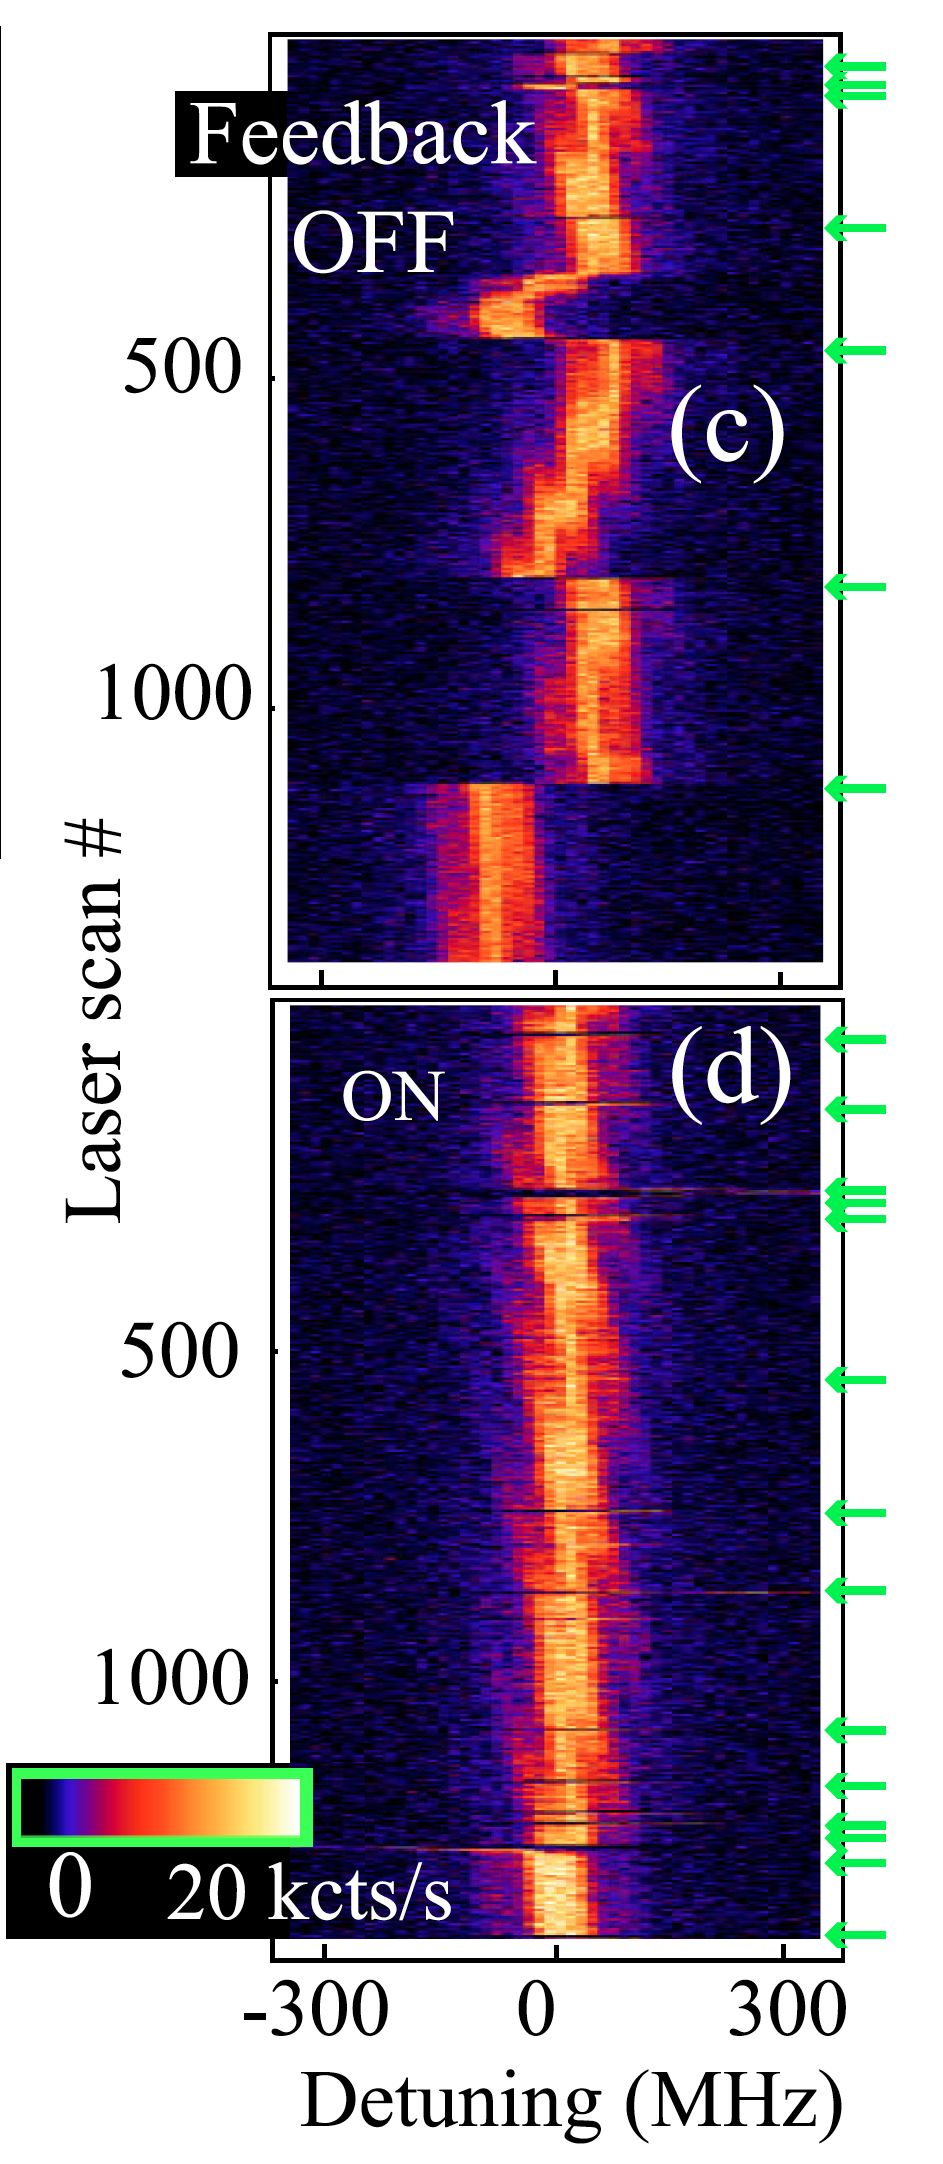 Feedback
OFF
500
(c)
1000
Laser scan #
(d)
ON
500
1000
0 20 kcts/s
-300 0 300
Detuning (MHz)